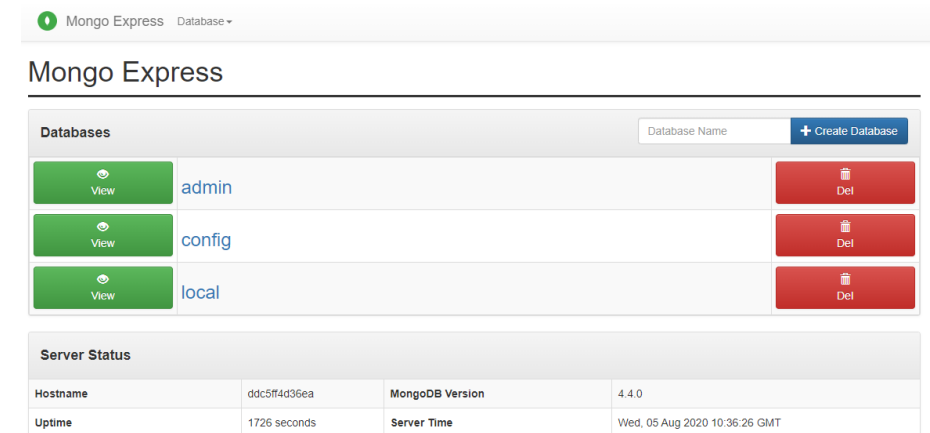 Mongo Express Database
Mongo Express
Databases Database Name + Create Database
View admin Del
View config Del
View local Del
Server Status
Hostname ddc5ff4d36ea MongoDB Version 4.4.0
Uptime 1726 seconds Server Time Wed, 05 Aug 2020 10:36:26 GMT